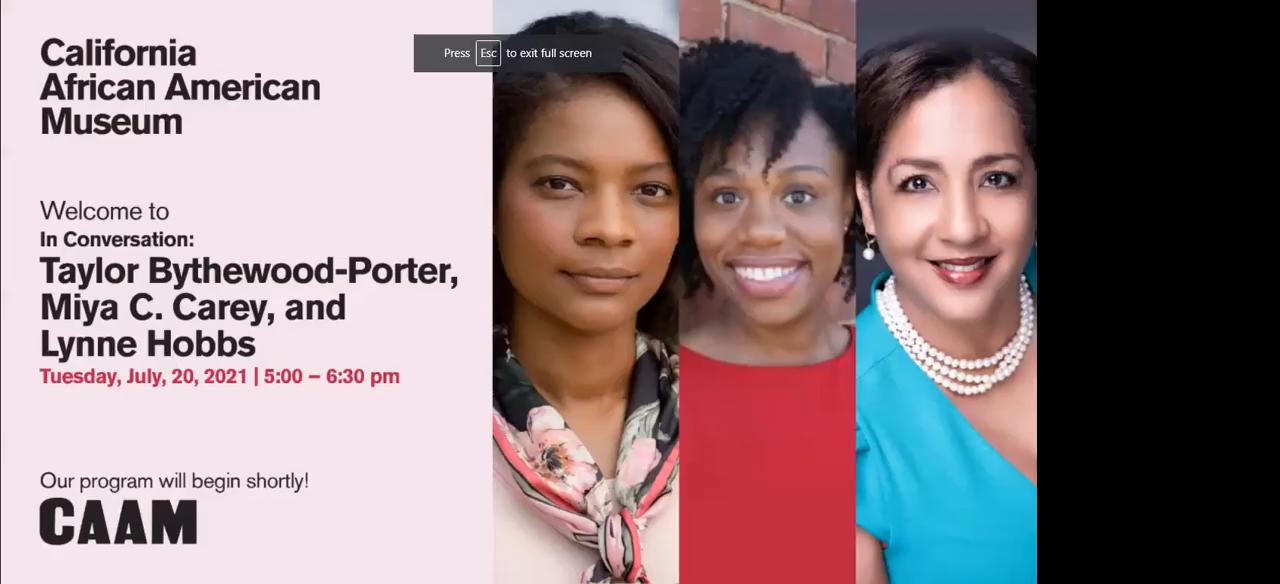 California
African American
Museum
Press Esc to exit full screen
Welcome to
In Conversation:
Taylor Bythewood-Porter,
Miya C. Carey, and
Lynne Hobbs
Tuesday, July, 20, 2021 | 5:00 – 6:30 pm
Our program will begin shortly!
CAAM